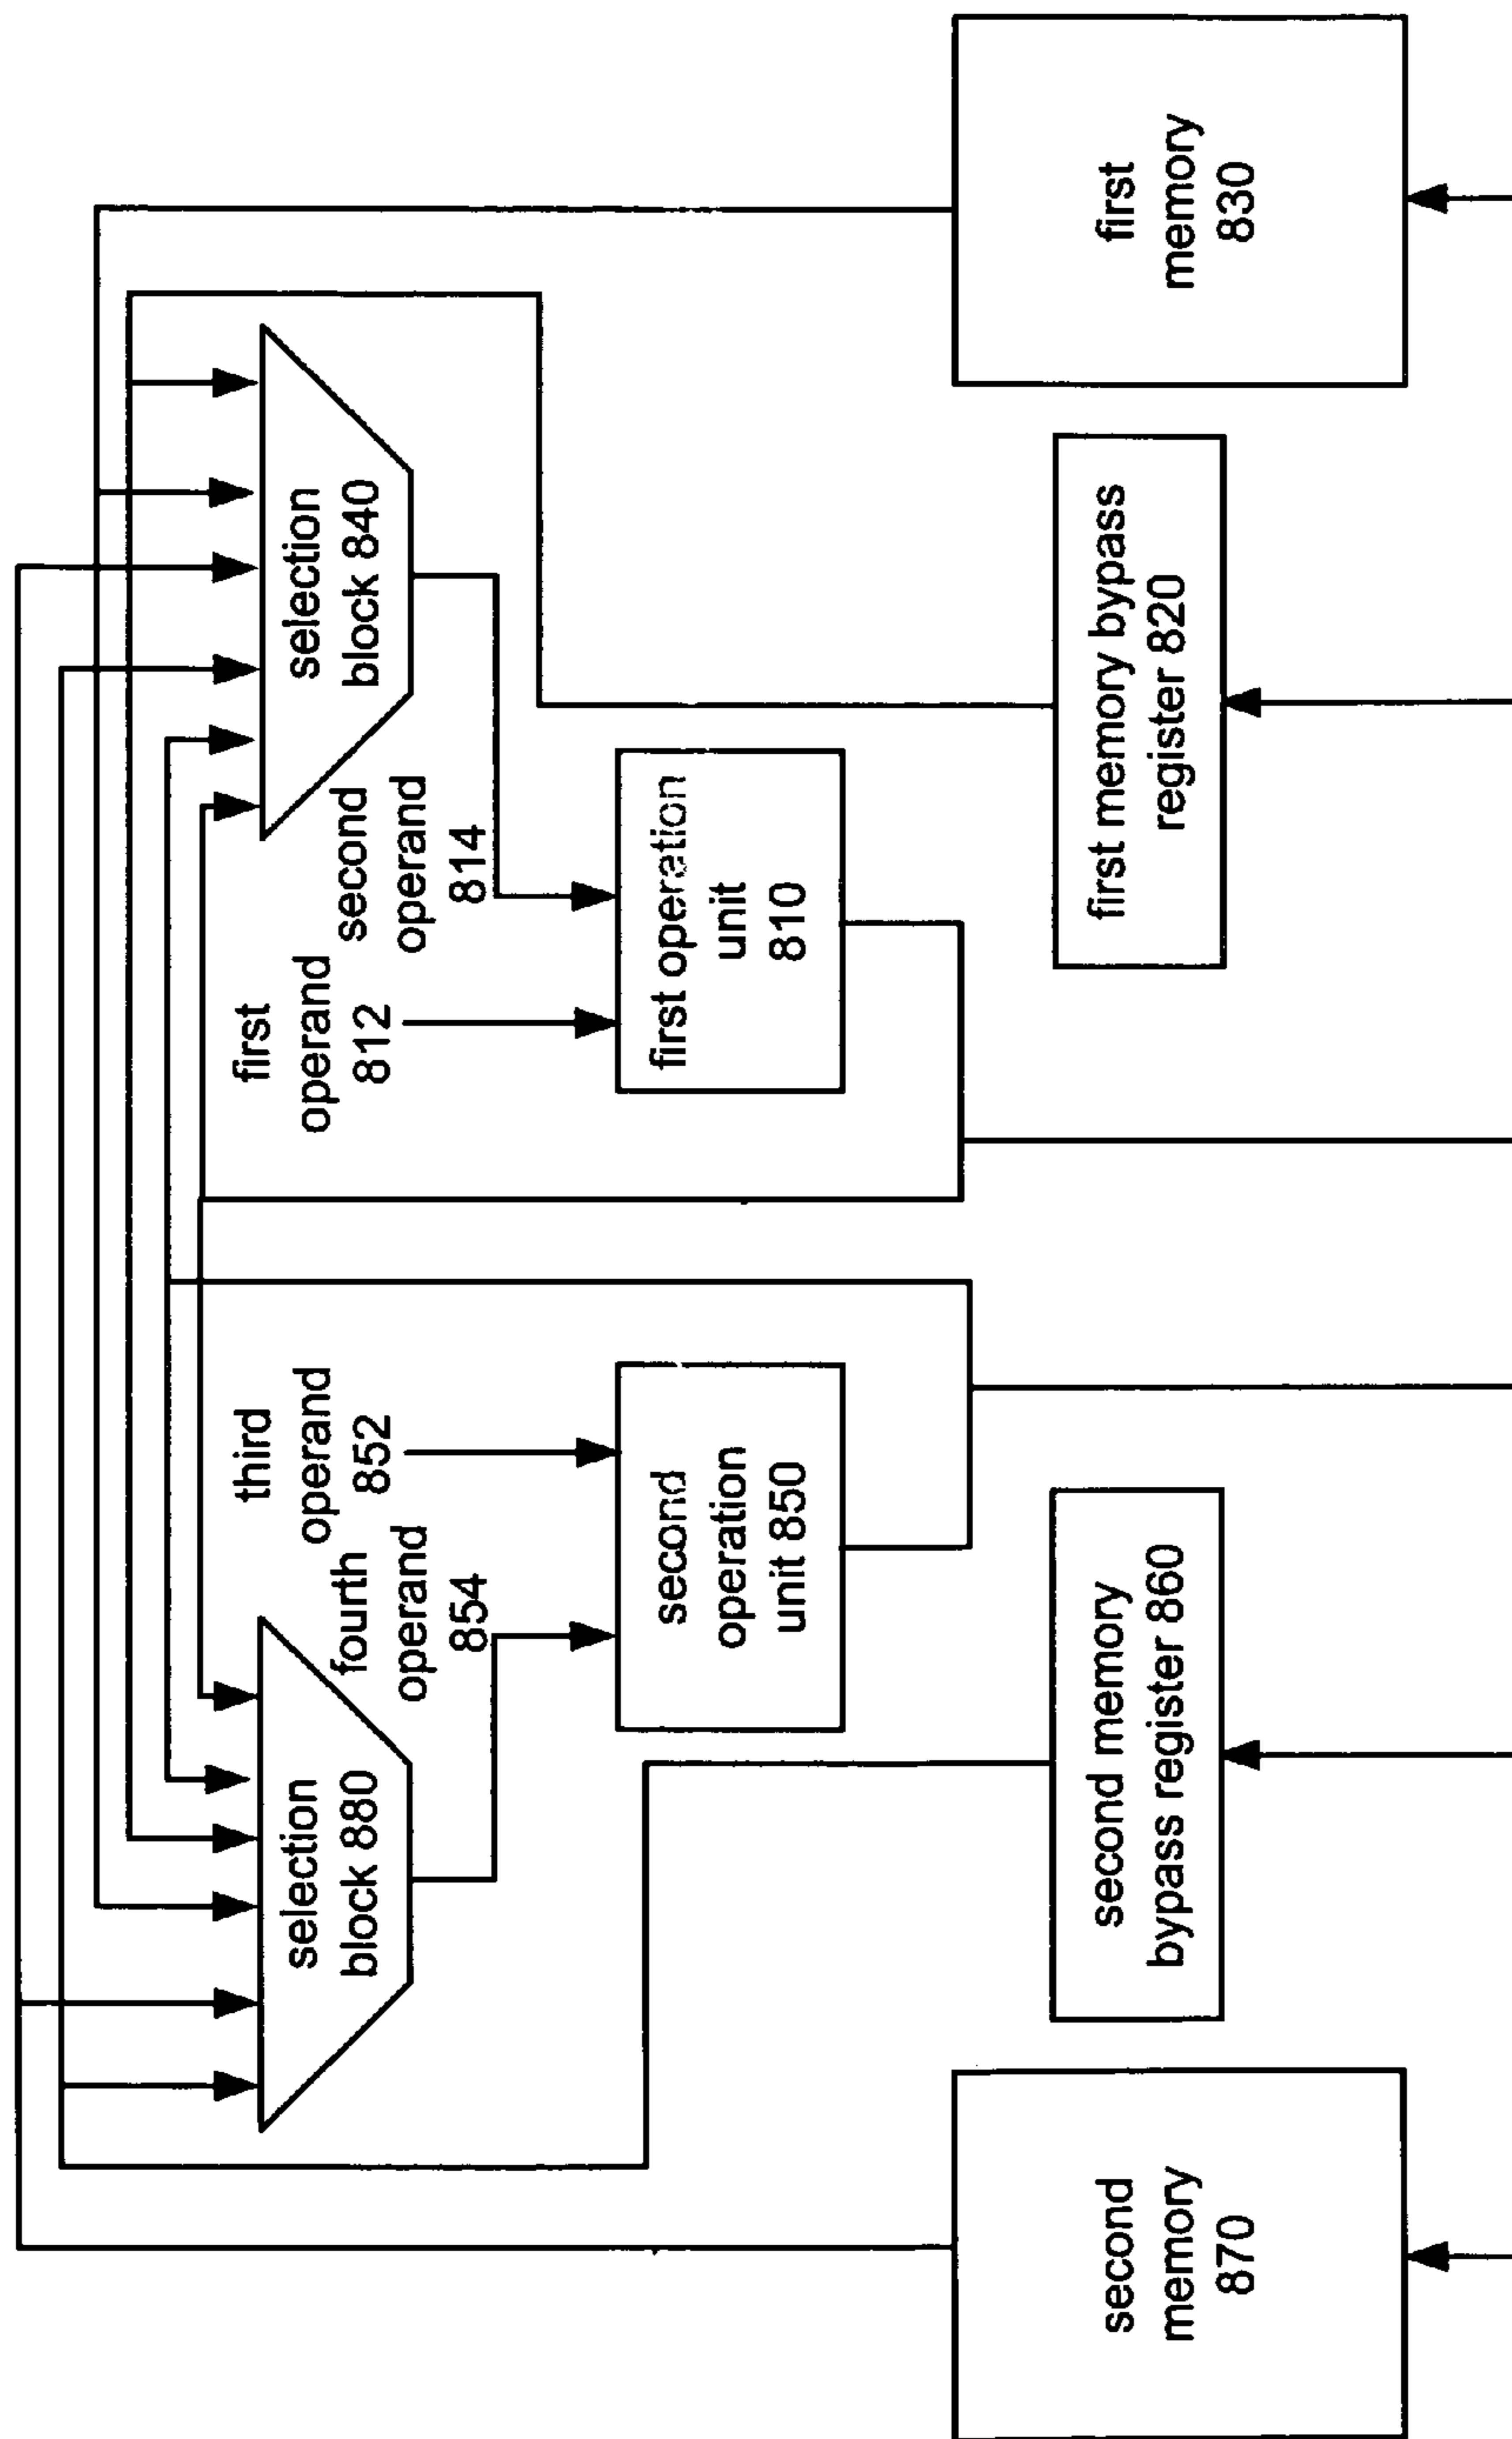 selection
block 880
fourth
operand
854
third
operand
852
first
operand
812
second
operand
814
selection
block 840
second
operation
unit 850
first operation
unit
810
second
memory
870
second memory
bypass register 860
first memory bypass
register 820
first
memory
830